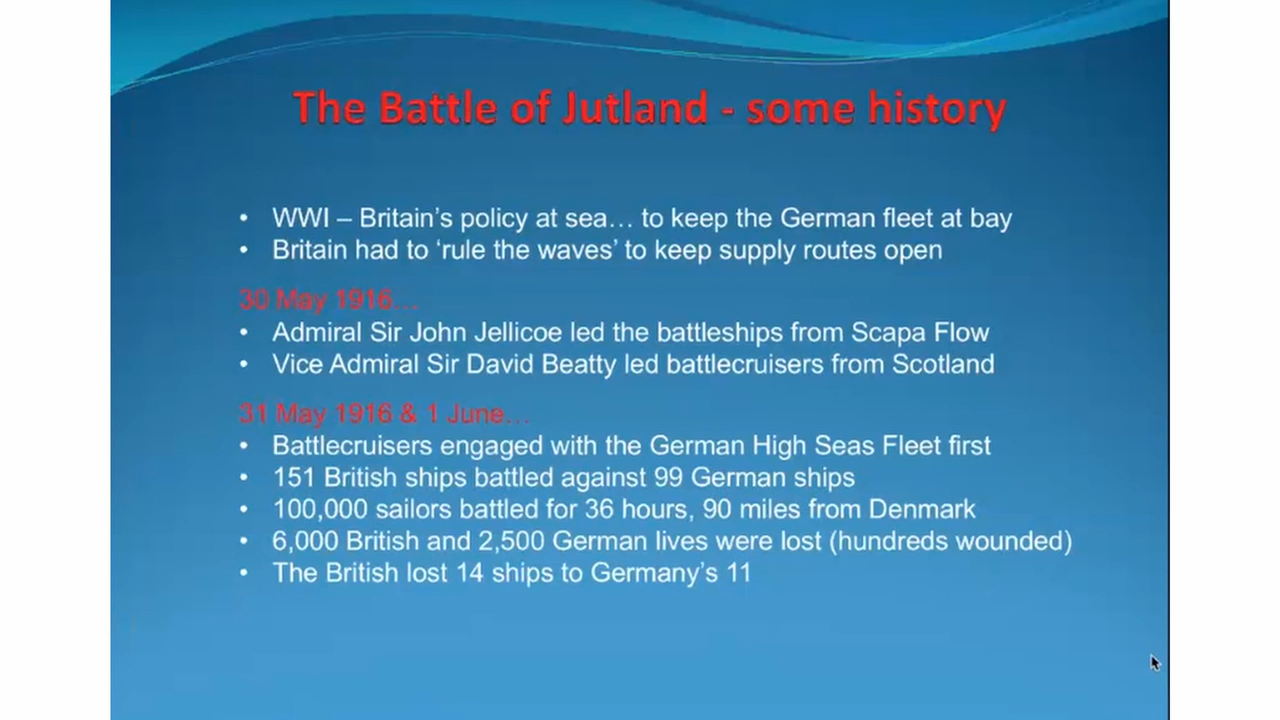 The Battle of Jutland - some history
• WWI – Britain’s policy at sea… to keep the German fleet at bay
• Britain had to ‘rule the waves’ to keep supply routes open
30 May 1916…
• Admiral Sir John Jellicoe led the battleships from Scapa Flow
• Vice Admiral Sir David Beatty led battlecruisers from Scotland
31 May 1916 & 1 June…
• Battlecruisers engaged with the German High Seas Fleet first
• 151 British ships battled against 99 German ships
• 100,000 sailors battled for 36 hours, 90 miles from Denmark
• 6,000 British and 2,500 German lives were lost (hundreds wounded)
• The British lost 14 ships to Germany’s 11